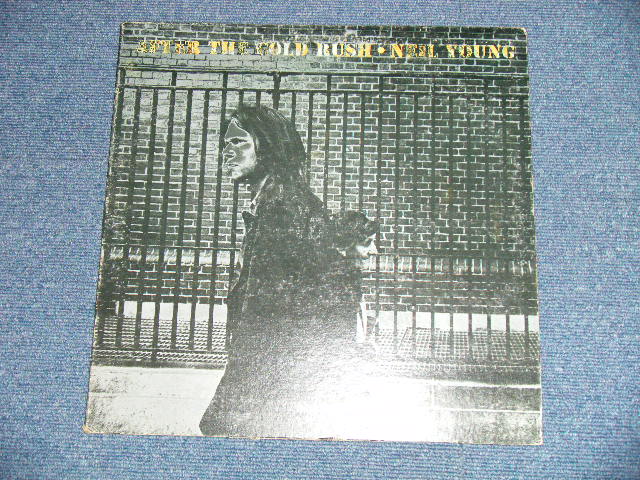 AFTER THE GOLD RUSH • NEIL YOUNG